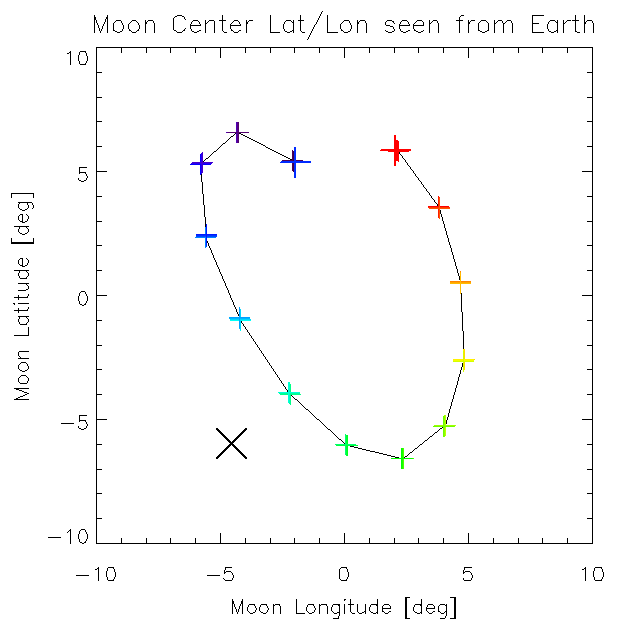 Moon Center Lat/Lon seen from Earth
10
5
0
-5
-10
Moon Latitude [deg]
-10 -5 0 5 10
Moon Longitude [deg]